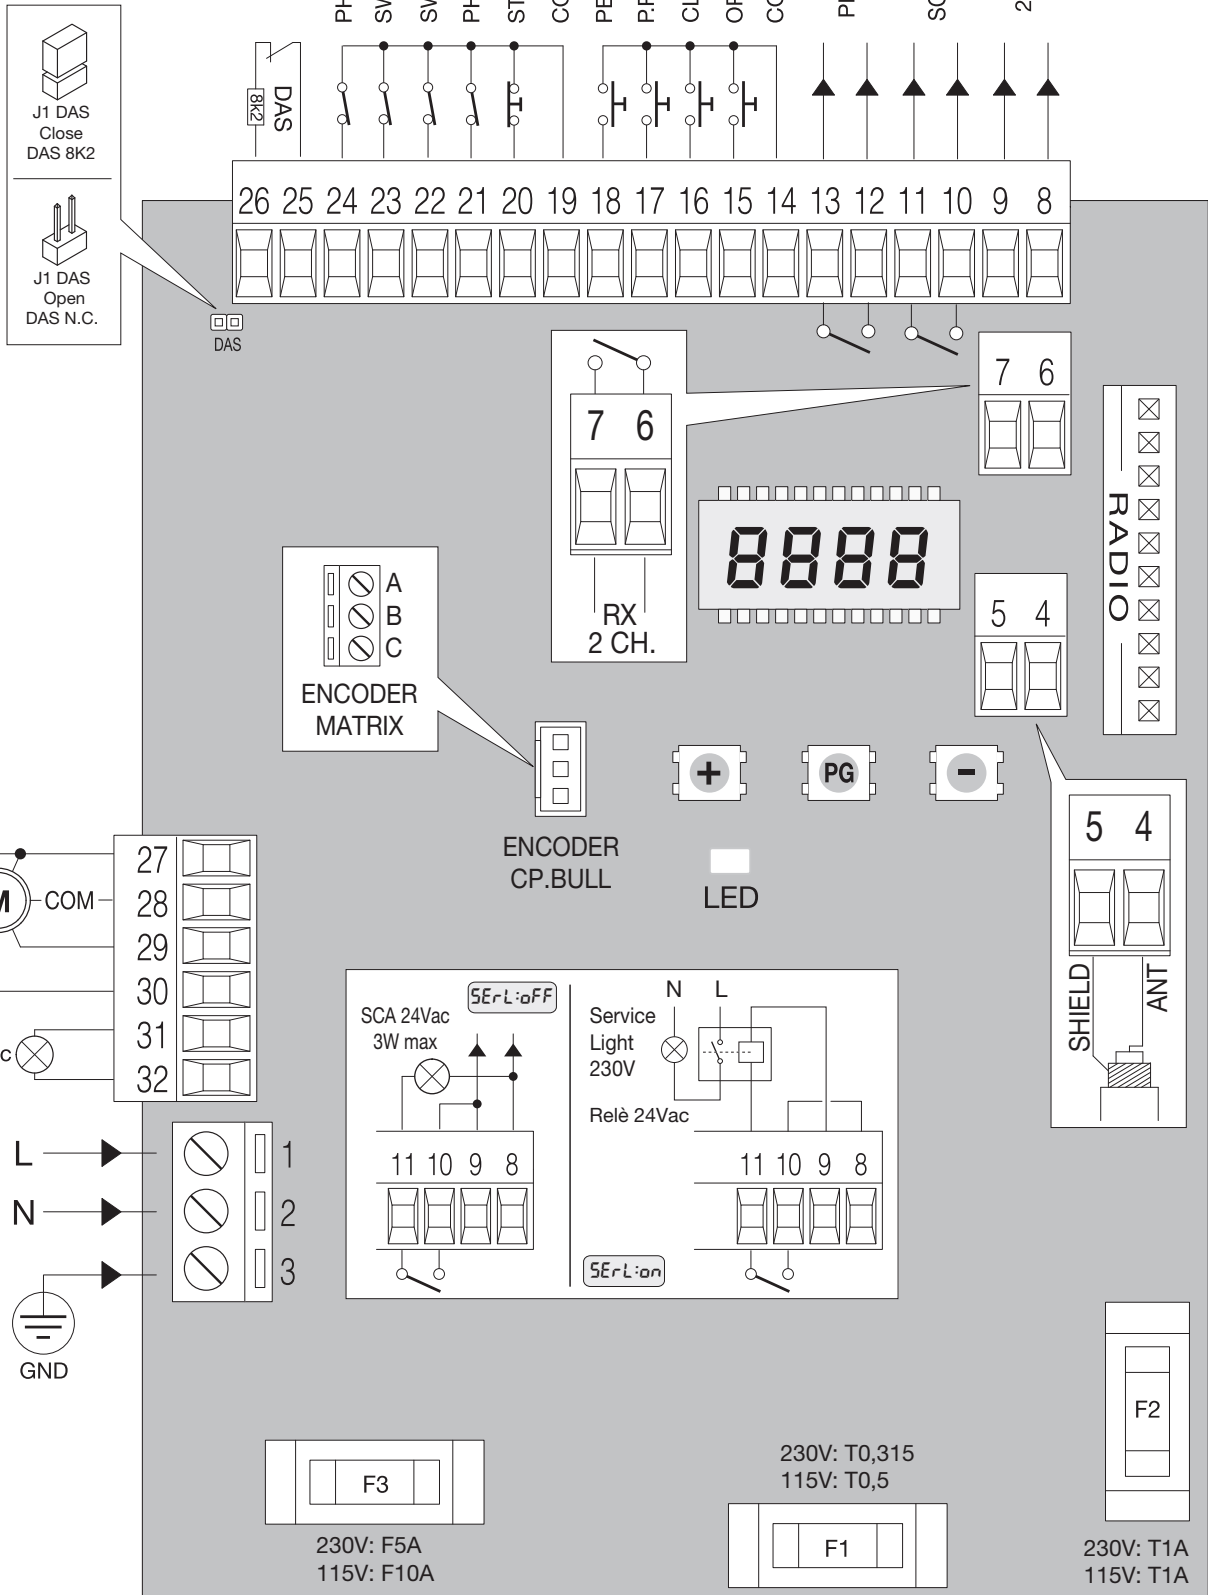 J1 DAS
Close
DAS 8K2
J1 DAS
Open
DAS N.C.
8K2
DAS
26 25 24 23 22 21 20 19 18 17 16 15 14 13 12 11 10 9 8
DAS
7 6
7 6
RX
2 CH.
8888
RADIO
5 4
A
B
C
ENCODER
MATRIX
+
PG
-
ENCODER
CP.BULL
LED
5 4
SHIELD
ANT
27
COM
28
29
30
31
32
L
1
N
2
3
GND
SErL:oFF
SCA 24Vac
3W max
11 10 9 8
N L
Service
Light
230V
Relè 24Vac
11 10 9 8
SErL:on
F3
230V: F5A
115V: F10A
230V: T0,315
115V: T0,5
F1
F2
230V: T1A
115V: T1A